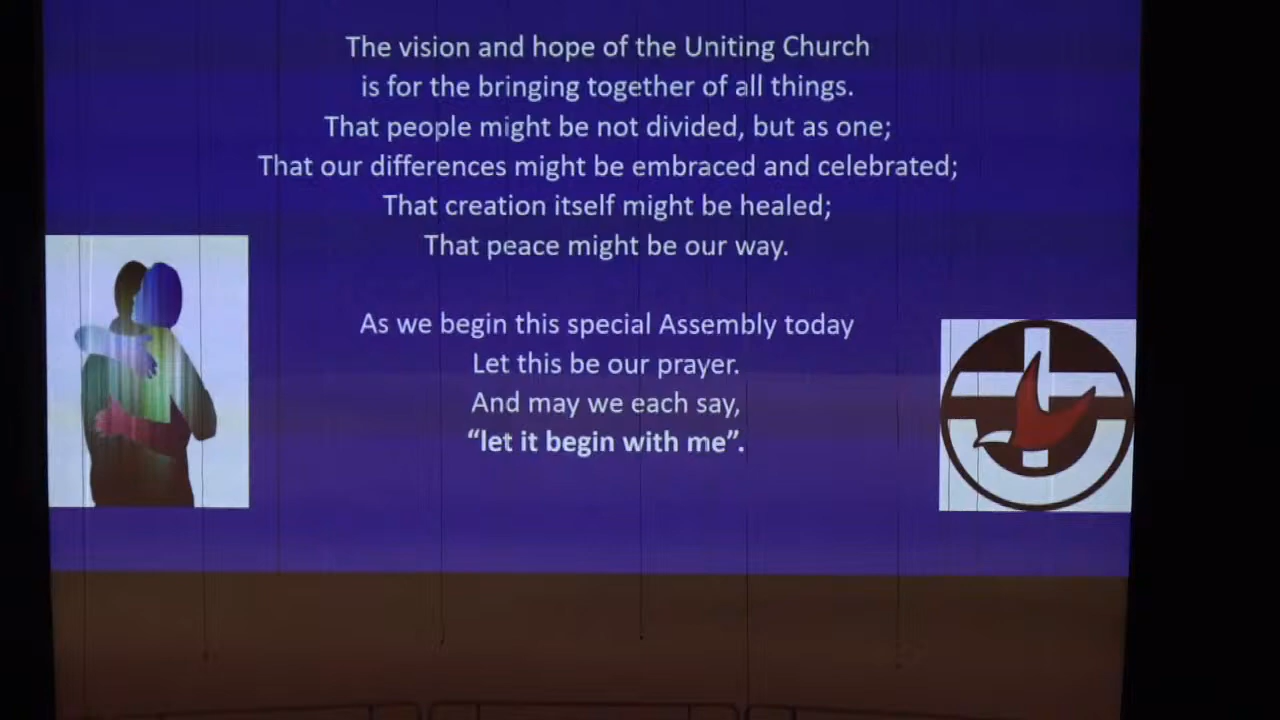 The vision and hope of the Uniting Church
is for the bringing together of all things.
That people might be not divided, but as one;
That our differences might be embraced and celebrated;
That creation itself might be healed;
That peace might be our way.
As we begin this special Assembly today
Let this be our prayer.
And may we each say,
“let it begin with me”.